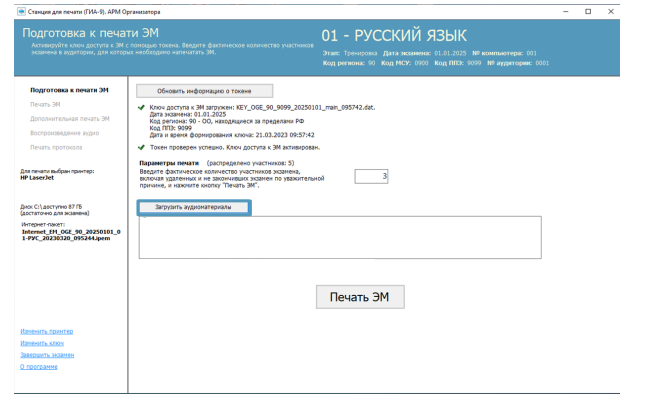 Станция для печати (ГИА-9). АРМ Организатора
Подготовка к печати ЭМ
Активируйте ключ доступа к ЭМ с помощью токена. Введите фактическое количество участников
экзамена в аудитории, для которых необходимо напечатать ЭМ.
01 - РУССКИЙ ЯЗЫК
Этап: Тренировка Дата экзамена: 01.01.2025 № компьютера: 001
Код региона: 90 Код МСУ: 0900 Код ППЭ: 9099 № аудитории: 0001
Подготовка к печати ЭМ
Печать ЭМ
Дополнительная печать ЭМ
Воспроизведение аудио
Печать протокола
Для печати выбран принтер:
HP LaserJet
Диск C:\ доступно 87 ГБ
(достаточно для экзамена)
Интернет-пакет:
Internet_EM_OGE_90_20250101_0
1-РУС_20230320_095244.ipem
Изменить принтер
Изменить ключ
Завершить экзамен
О программе
Обновить информацию о токене
Ключ доступа к ЭМ загружен: KEY_OGE_90_9099_20250101_main_095742.dat.
Дата экзамена: 01.01.2025
Код региона: 90 - ОО, находящиеся за пределами РФ
Код ППЭ: 9099
Дата и время формирования ключа: 21.03.2023 09:57:42
Токен проверен успешно. Ключ доступа к ЭМ активирован.
Параметры печати (распределено участников: 5)
Введите фактическое количество участников экзамена,
включая удаленных и не закончивших экзамен по уважительной
причине, и нажмите кнопку "Печать ЭМ".
3
Загрузить аудиоматериалы
Печать ЭМ